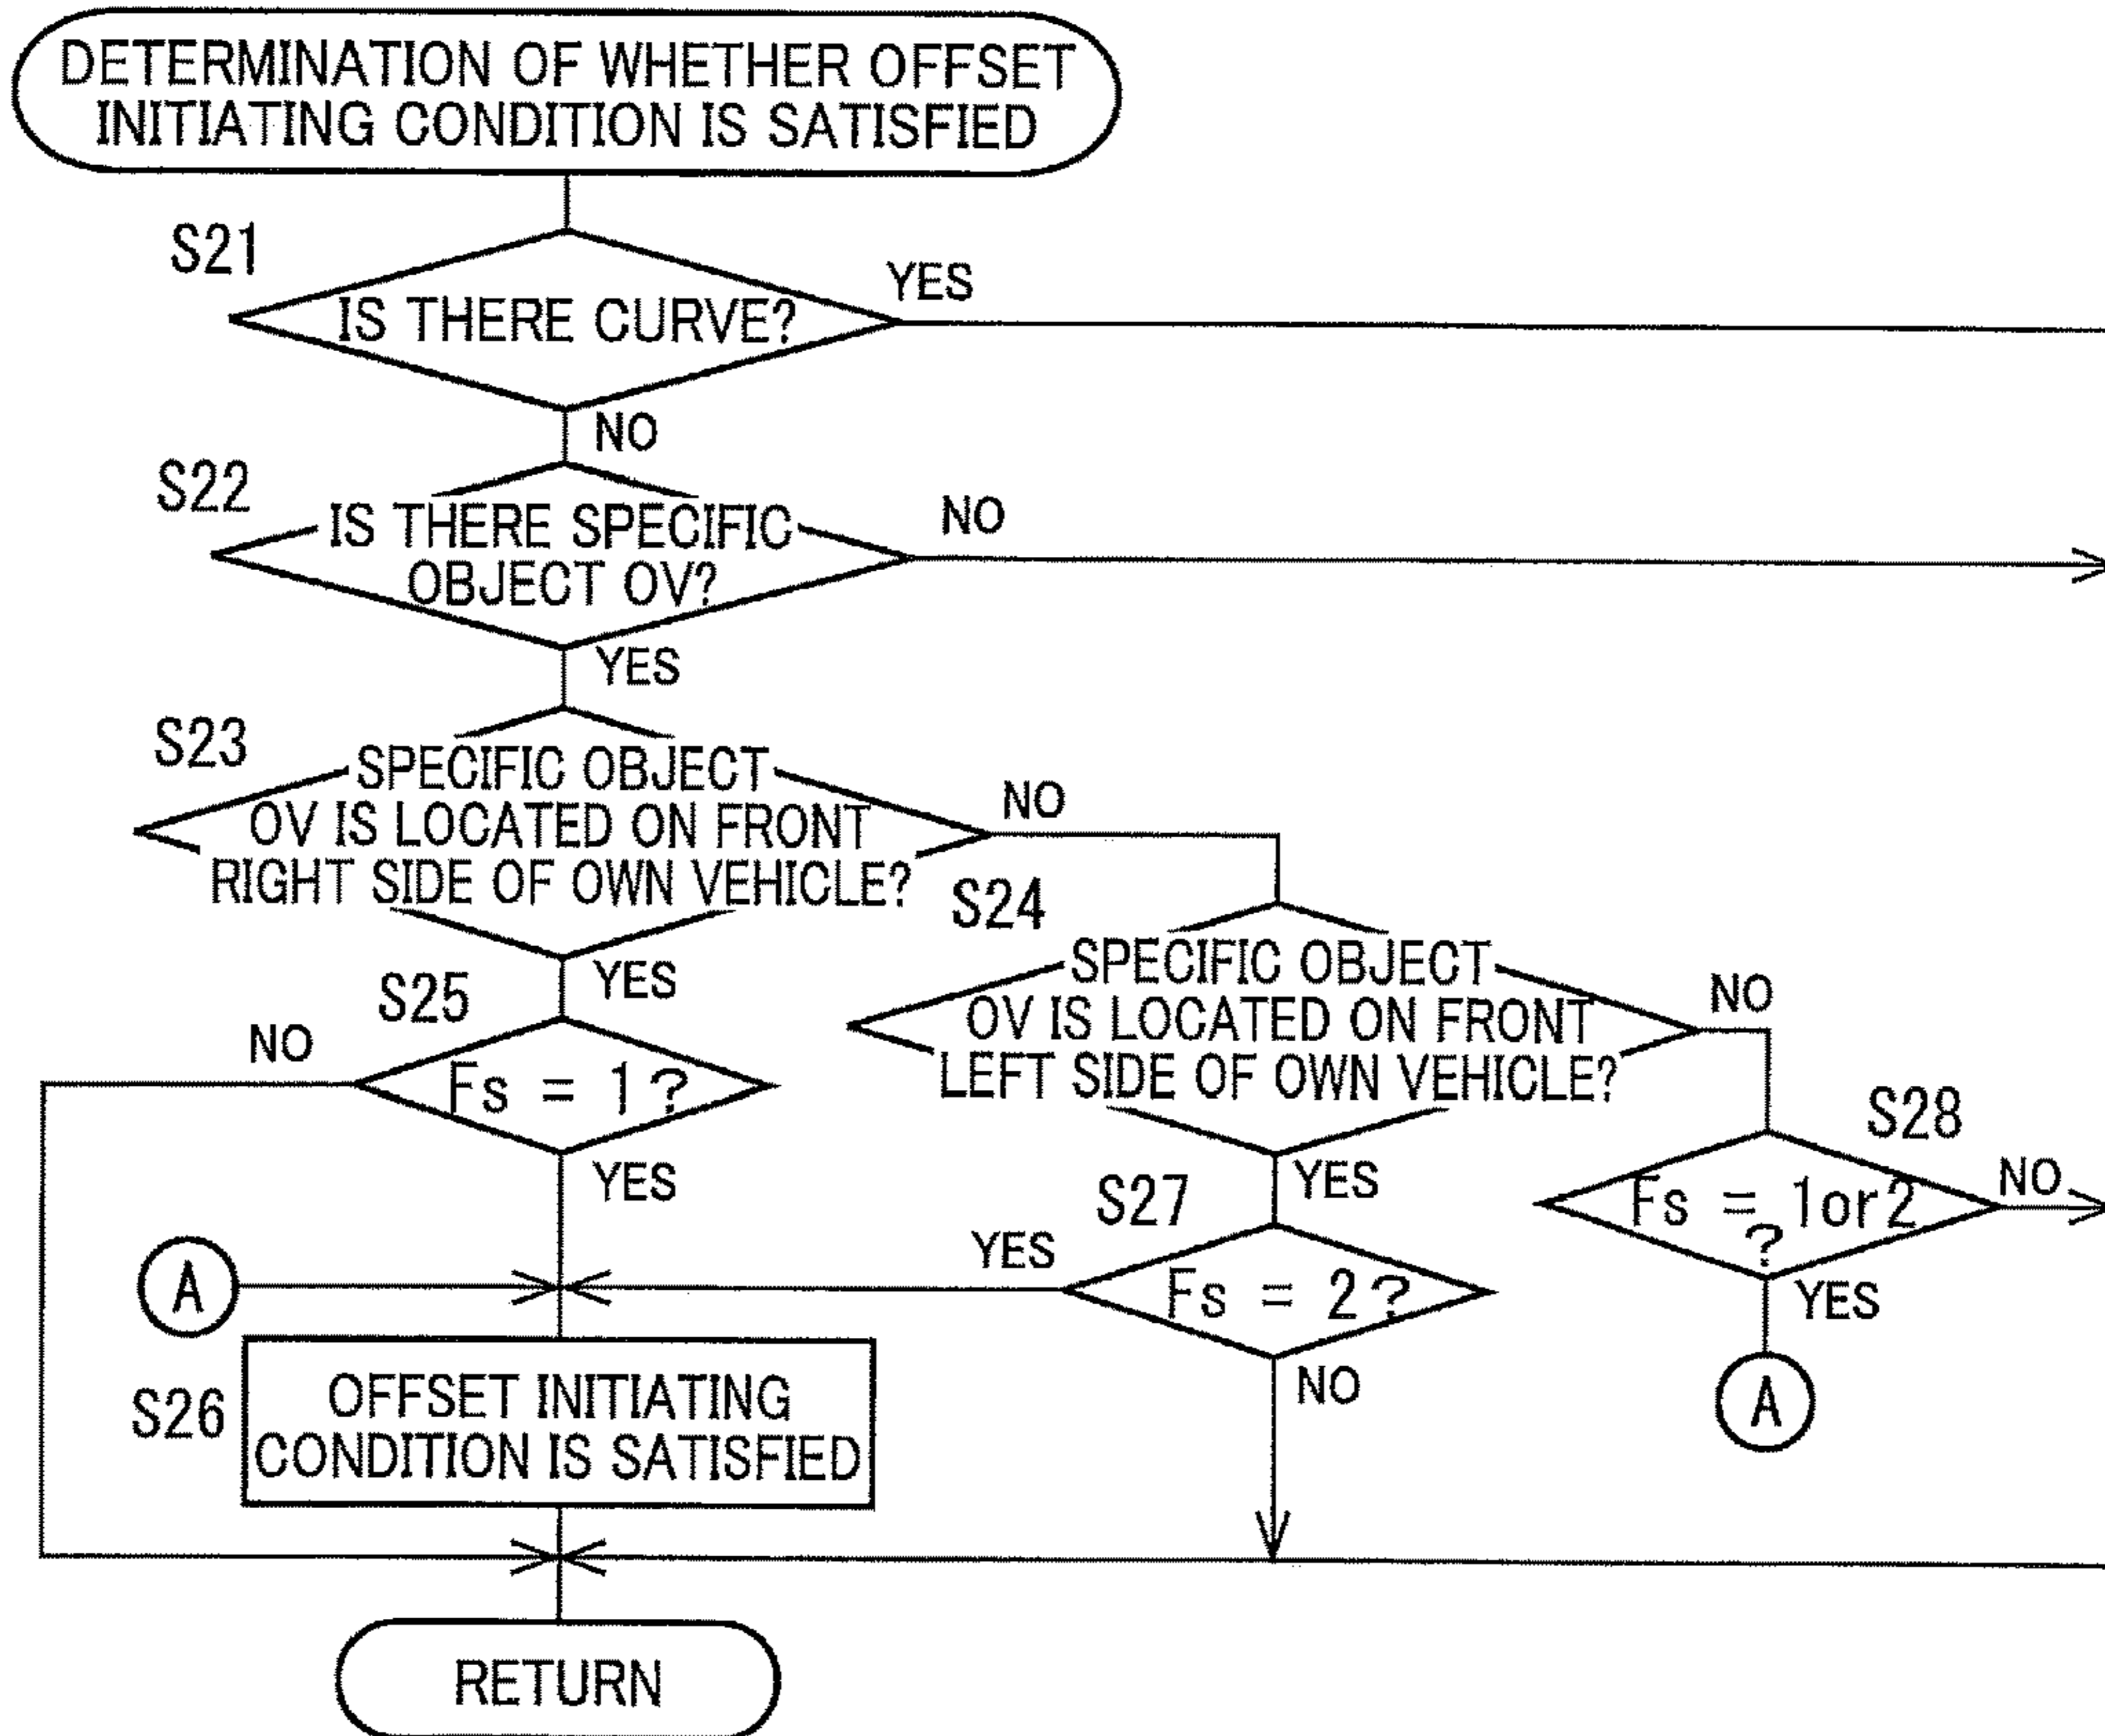 DETERMINATION OF WHETHER OFFSET
INITIATING CONDITION IS SATISFIED
S21
IS THERE CURVE?
YES
NO
S22
IS THERE SPECIFIC
OBJECT OV?
NO
YES
S23
SPECIFIC OBJECT
OV IS LOCATED ON FRONT
RIGHT SIDE OF OWN VEHICLE?
NO
YES
S24
SPECIFIC OBJECT
OV IS LOCATED ON FRONT
LEFT SIDE OF OWN VEHICLE?
NO
YES
S25
Fs = 1?
NO
YES
S28
Fs = 1or2
?
NO
YES
A
S27
Fs = 2?
YES
NO
A
S26
OFFSET INITIATING
CONDITION IS SATISFIED
RETURN